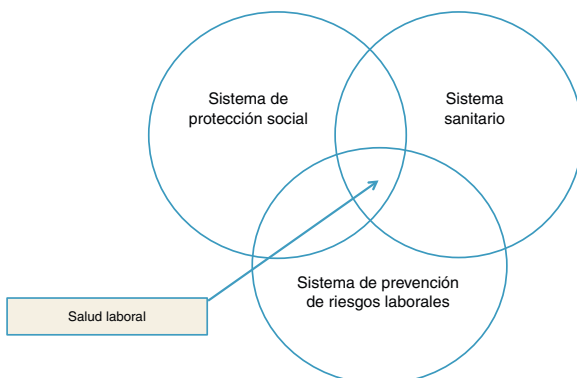 Sistema de
protección social
Sistema
sanitario
Sistema de prevención
de riesgos laborales
Salud laboral